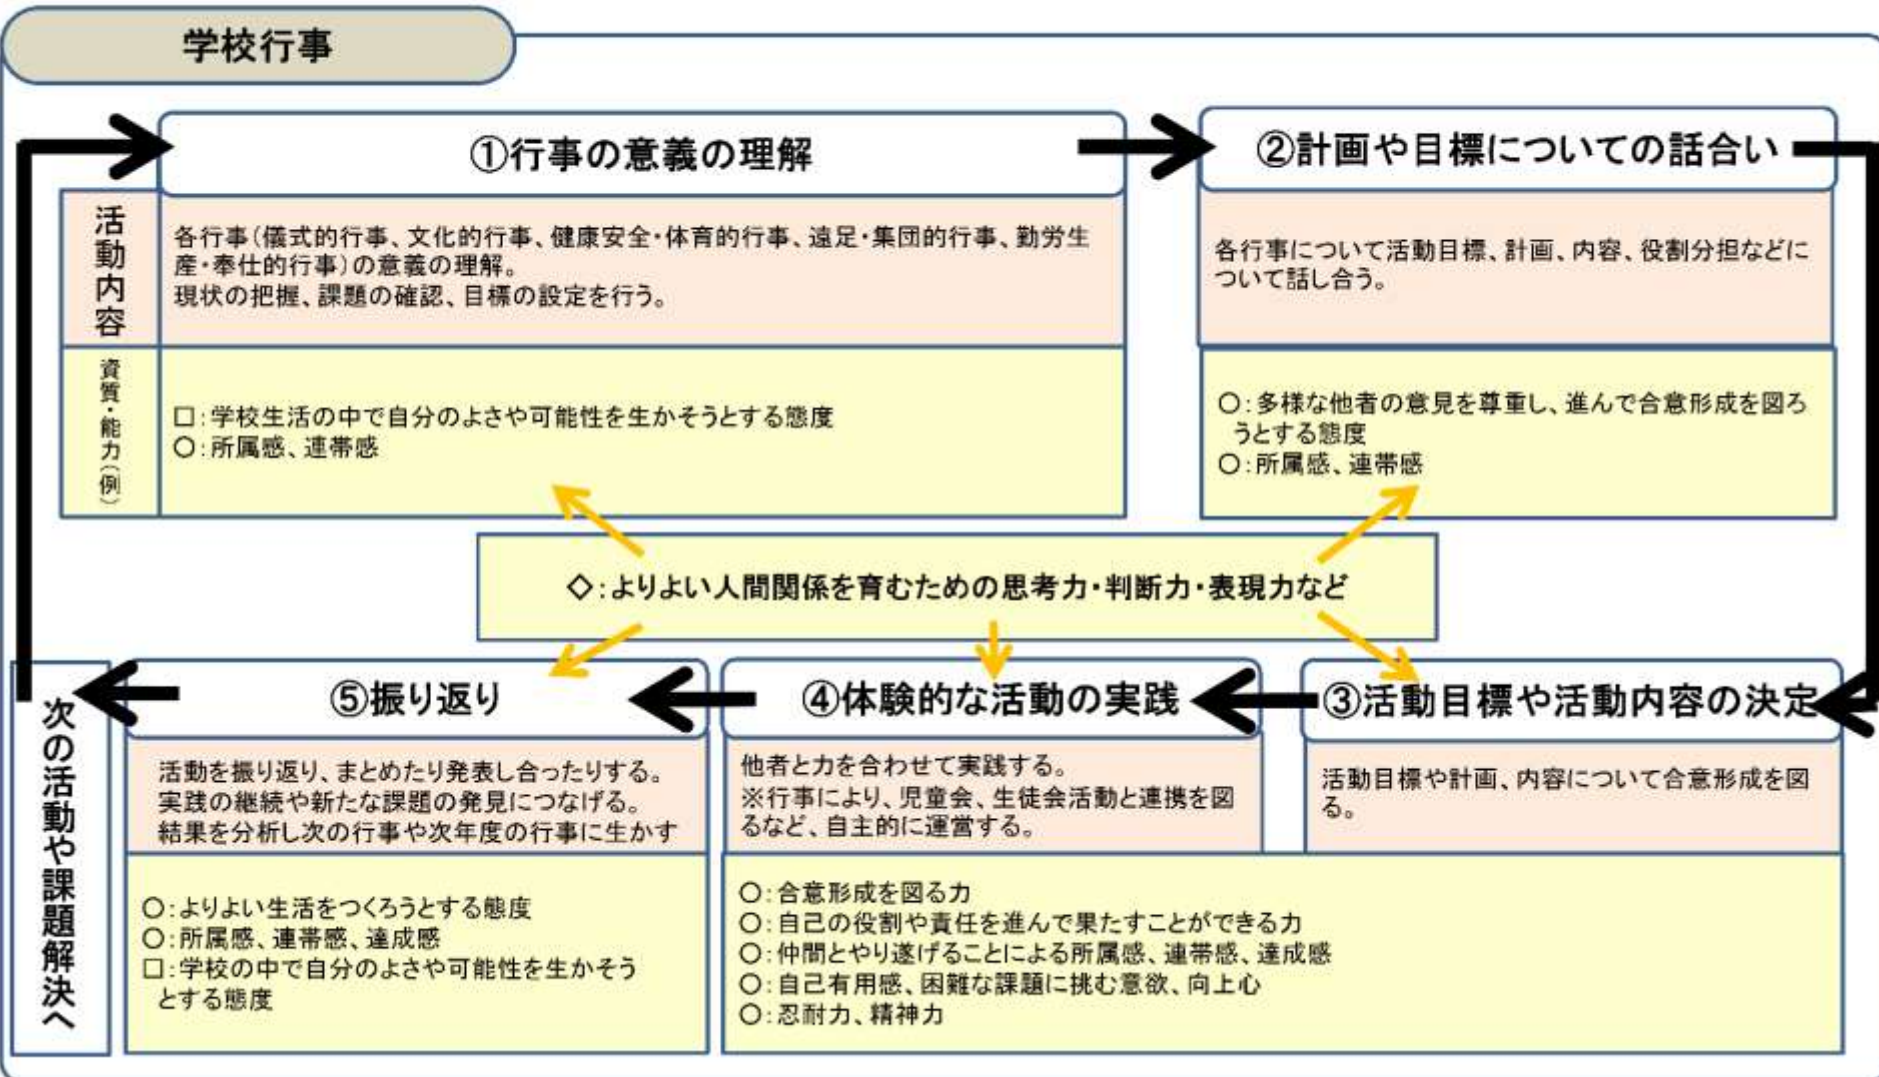 学校行事
①行事の意義の理解
活動内容
各行事(儀式的行事、文化的行事、健康安全・体育的行事、遠足・集団的行事、勤労生
産・奉仕的行事)の意義の理解。
現状の把握、課題の確認、目標の設定を行う。
資質・能力(例)
□:学校生活の中で自分のよさや可能性を生かそうとする態度
○:所属感、連帯感
②計画や目標についての話合い
各行事について活動目標、計画、内容、役割分担などに
ついて話し合う。
○:多様な他者の意見を尊重し、進んで合意形成を図ろ
うとする態度
○:所属感、連帯感
◇:よりよい人間関係を育むための思考力・判断力・表現力など
③活動目標や活動内容の決定
活動目標や計画、内容について合意形成を図
る。
④体験的な活動の実践
他者と力を合わせて実践する。
※行事により、児童会、生徒会活動と連携を図
るなど、自主的に運営する。
○:合意形成を図る力
○:自己の役割や責任を進んで果たすことができる力
○:仲間とやり遂げることによる所属感、連帯感、達成感
○:自己有用感、困難な課題に挑む意欲、向上心
○:忍耐力、精神力
⑤振り返り
活動を振り返り、まとめたり発表し合ったりする。
実践の継続や新たな課題の発見につなげる。
結果を分析し次の行事や次年度の行事に生かす
○:よりよい生活をつくろうとする態度
○:所属感、連帯感、達成感
□:学校の中で自分のよさや可能性を生かそう
とする態度
次の活動や課題解決へ